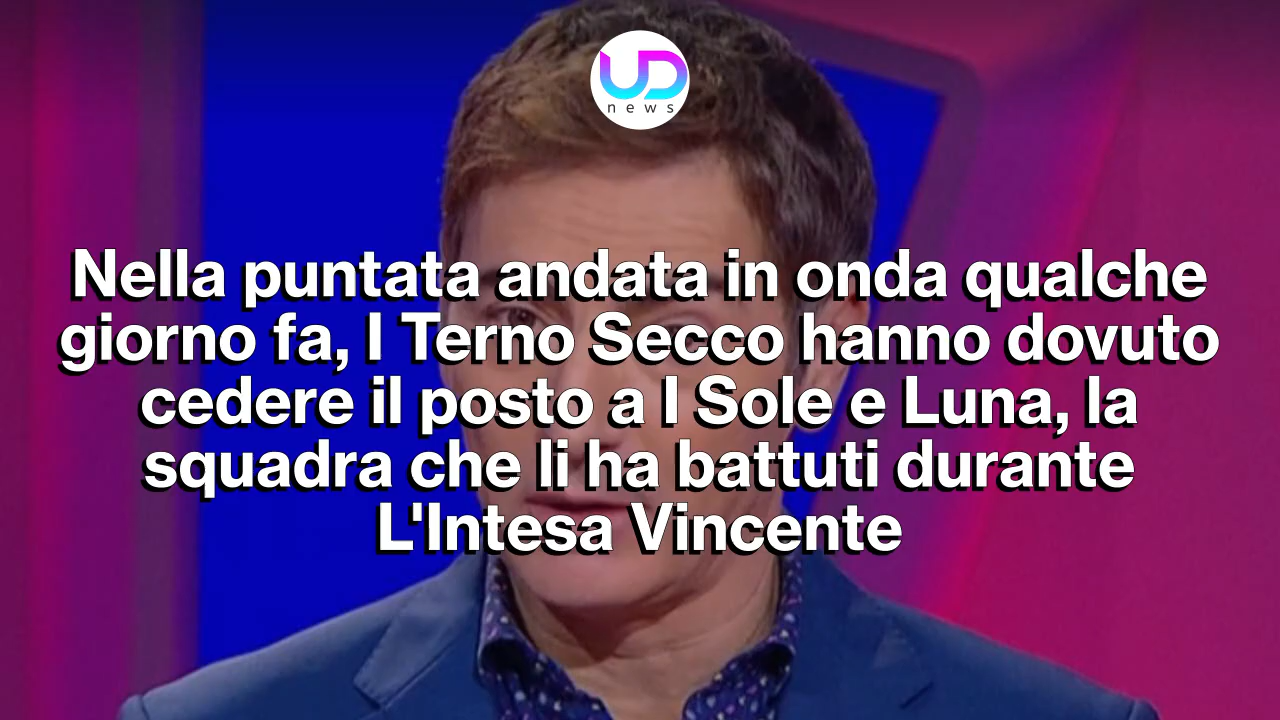 UD
news
Nella puntata andata in onda qualche
giorno fa, I Terno Secco hanno dovuto
cedere il posto a I Sole e Luna, la
squadra che li ha battuti durante
L'Intesa Vincente